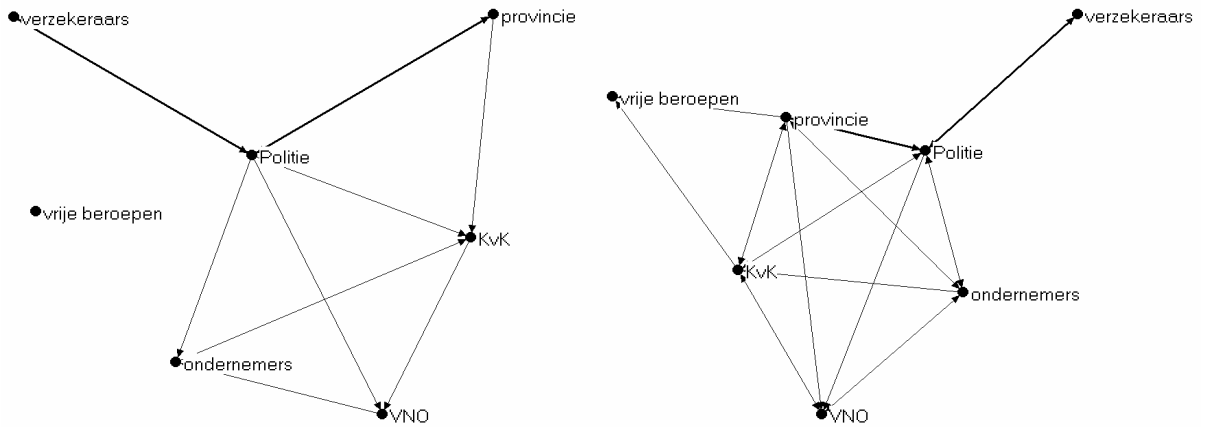 verzekeraars
provincie
Politie
vrije beroepen
KvK
ondernemers
VNO
verzekeraars
vrije beroepen
provincie
Politie
KvK
ondernemers
VNO